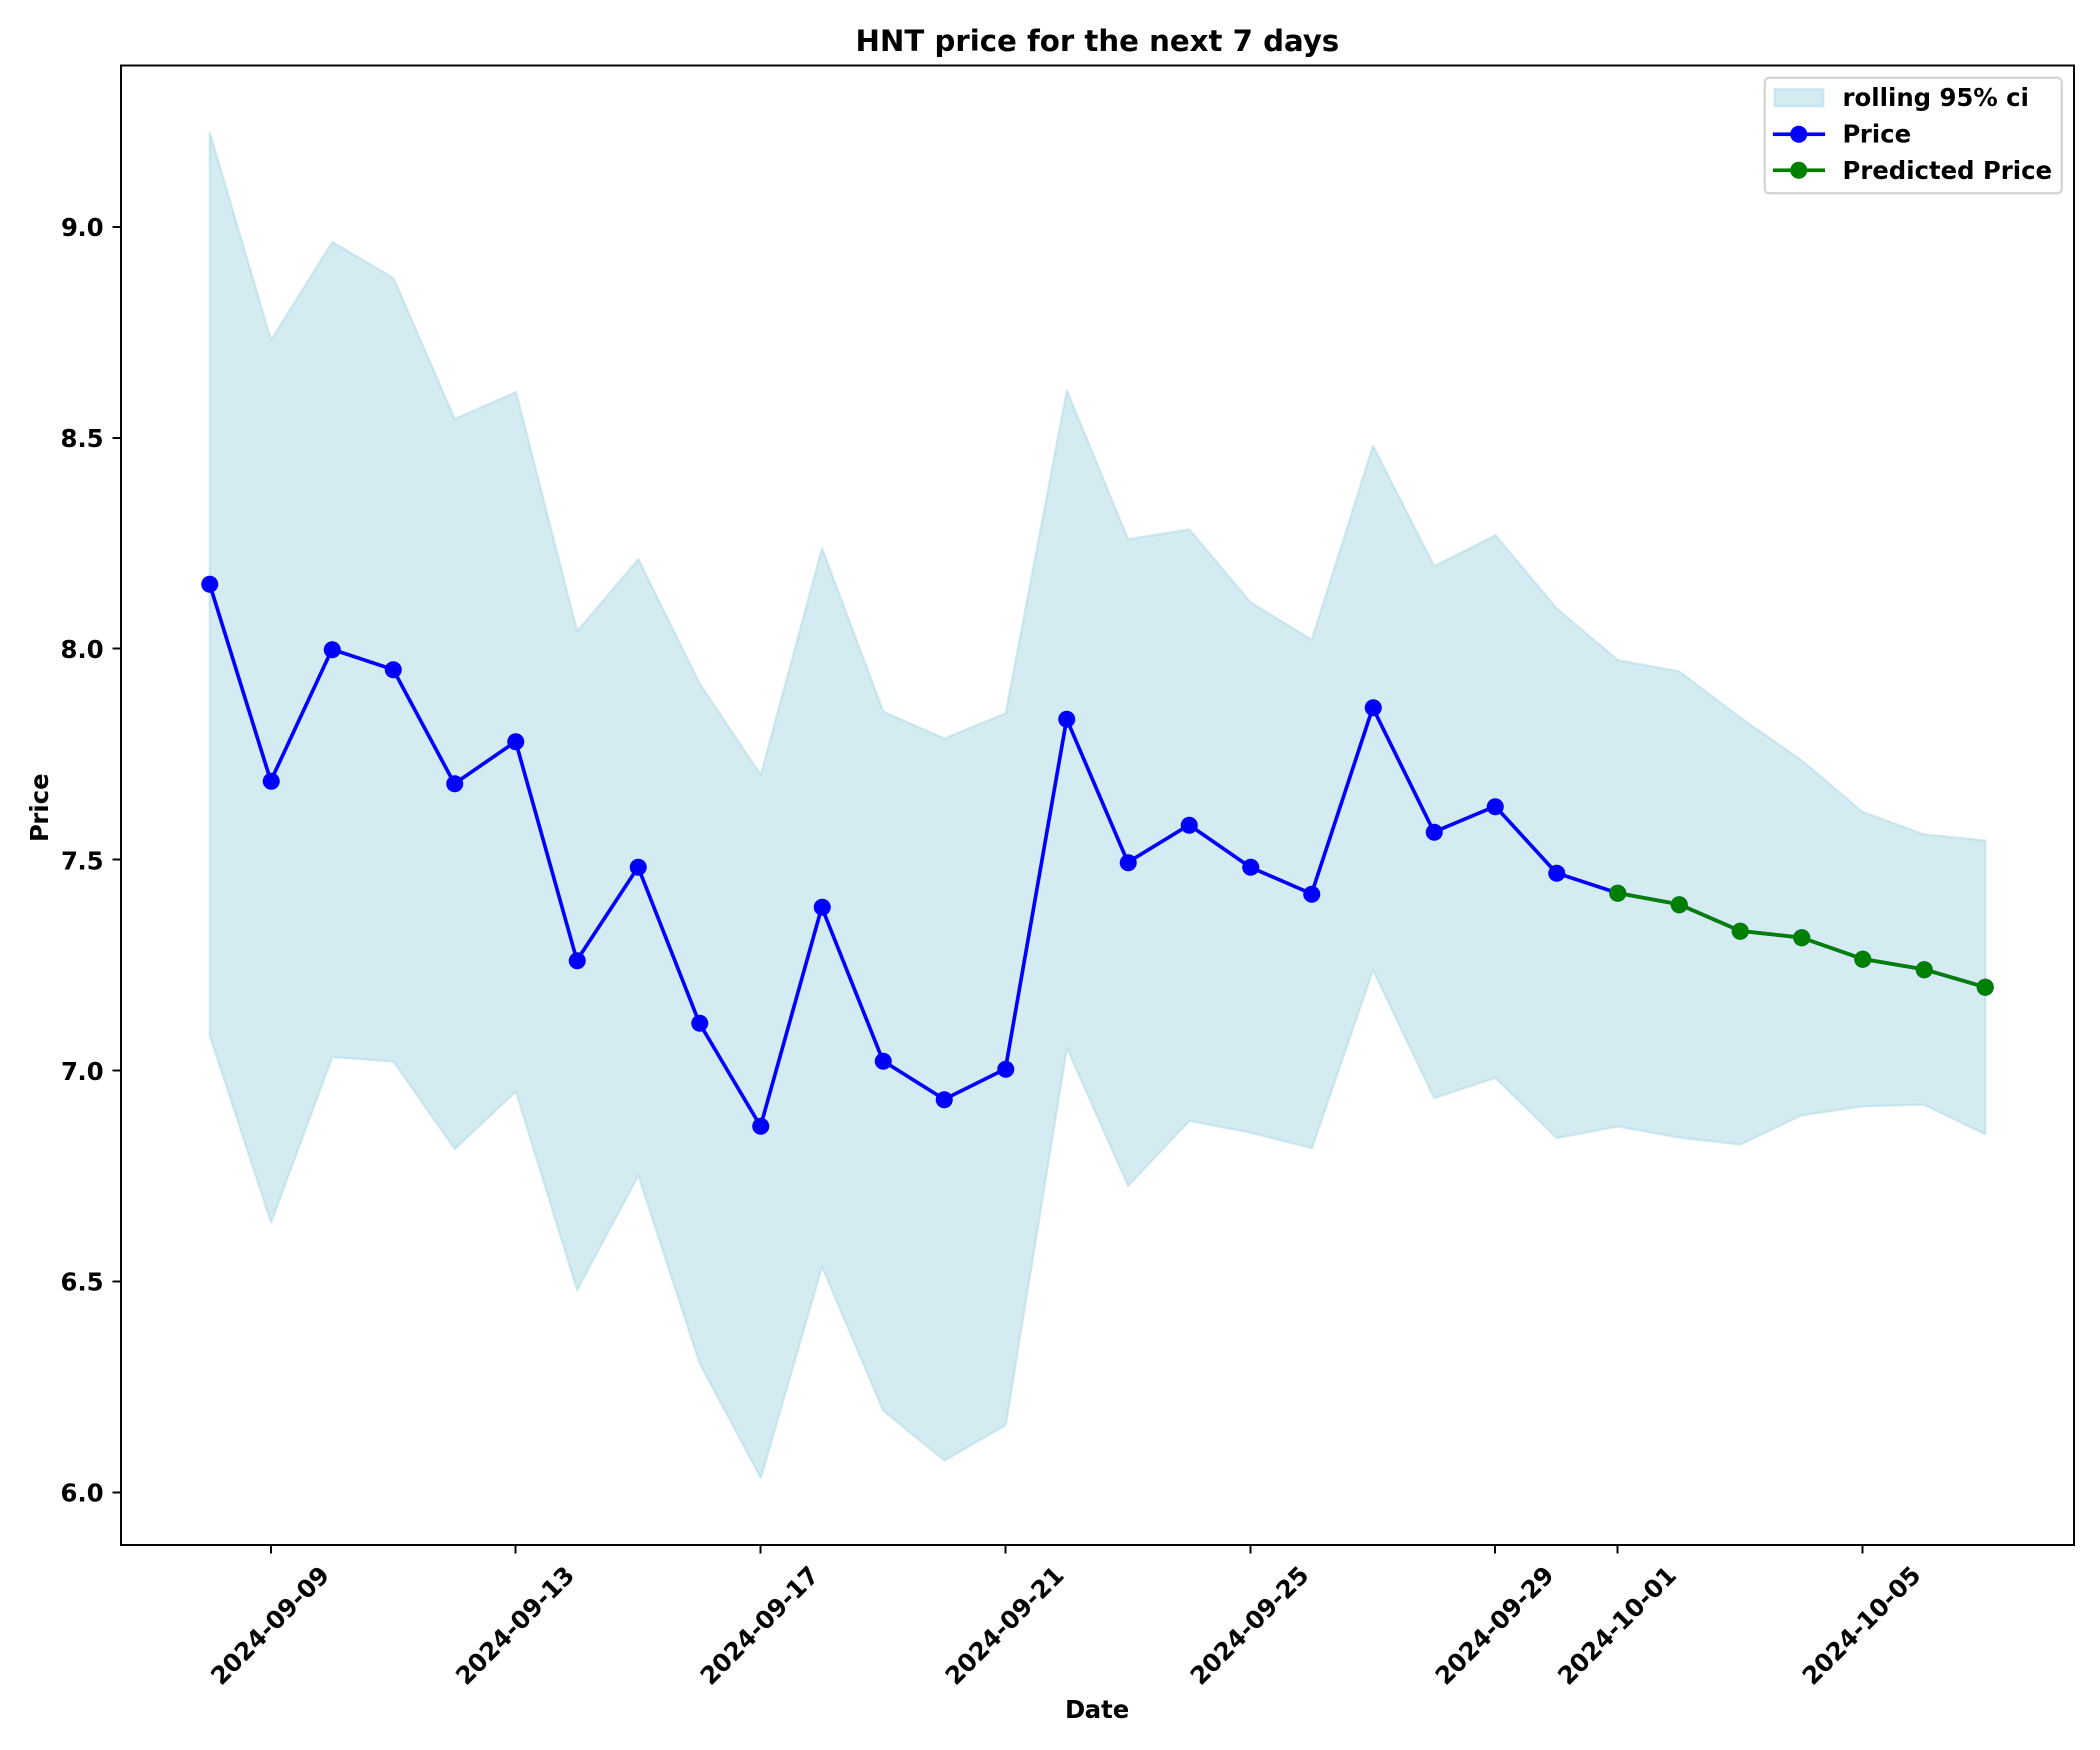 HNT price for the next 7 days
rolling 95% ci
Price
Predicted Price
9.0
8.5
8.0
7.5
7.0
6.5
6.0
Price
2024-09-09
2024-09-13
2024-09-17
2024-09-21
2024-09-25
2024-09-29
2024-10-01
2024-10-05
Date